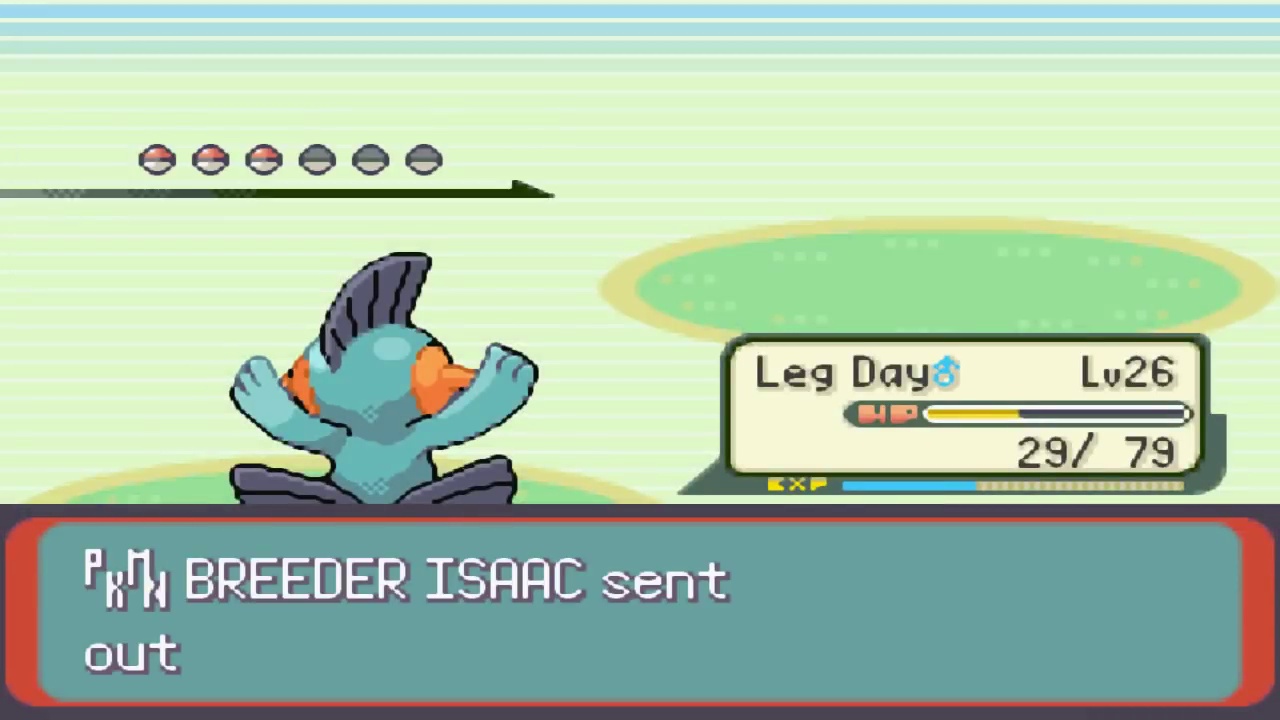 Leg Day♂ Lv26
HP
29/ 79
EXP
PKMN BREEDER ISAAC sent
out